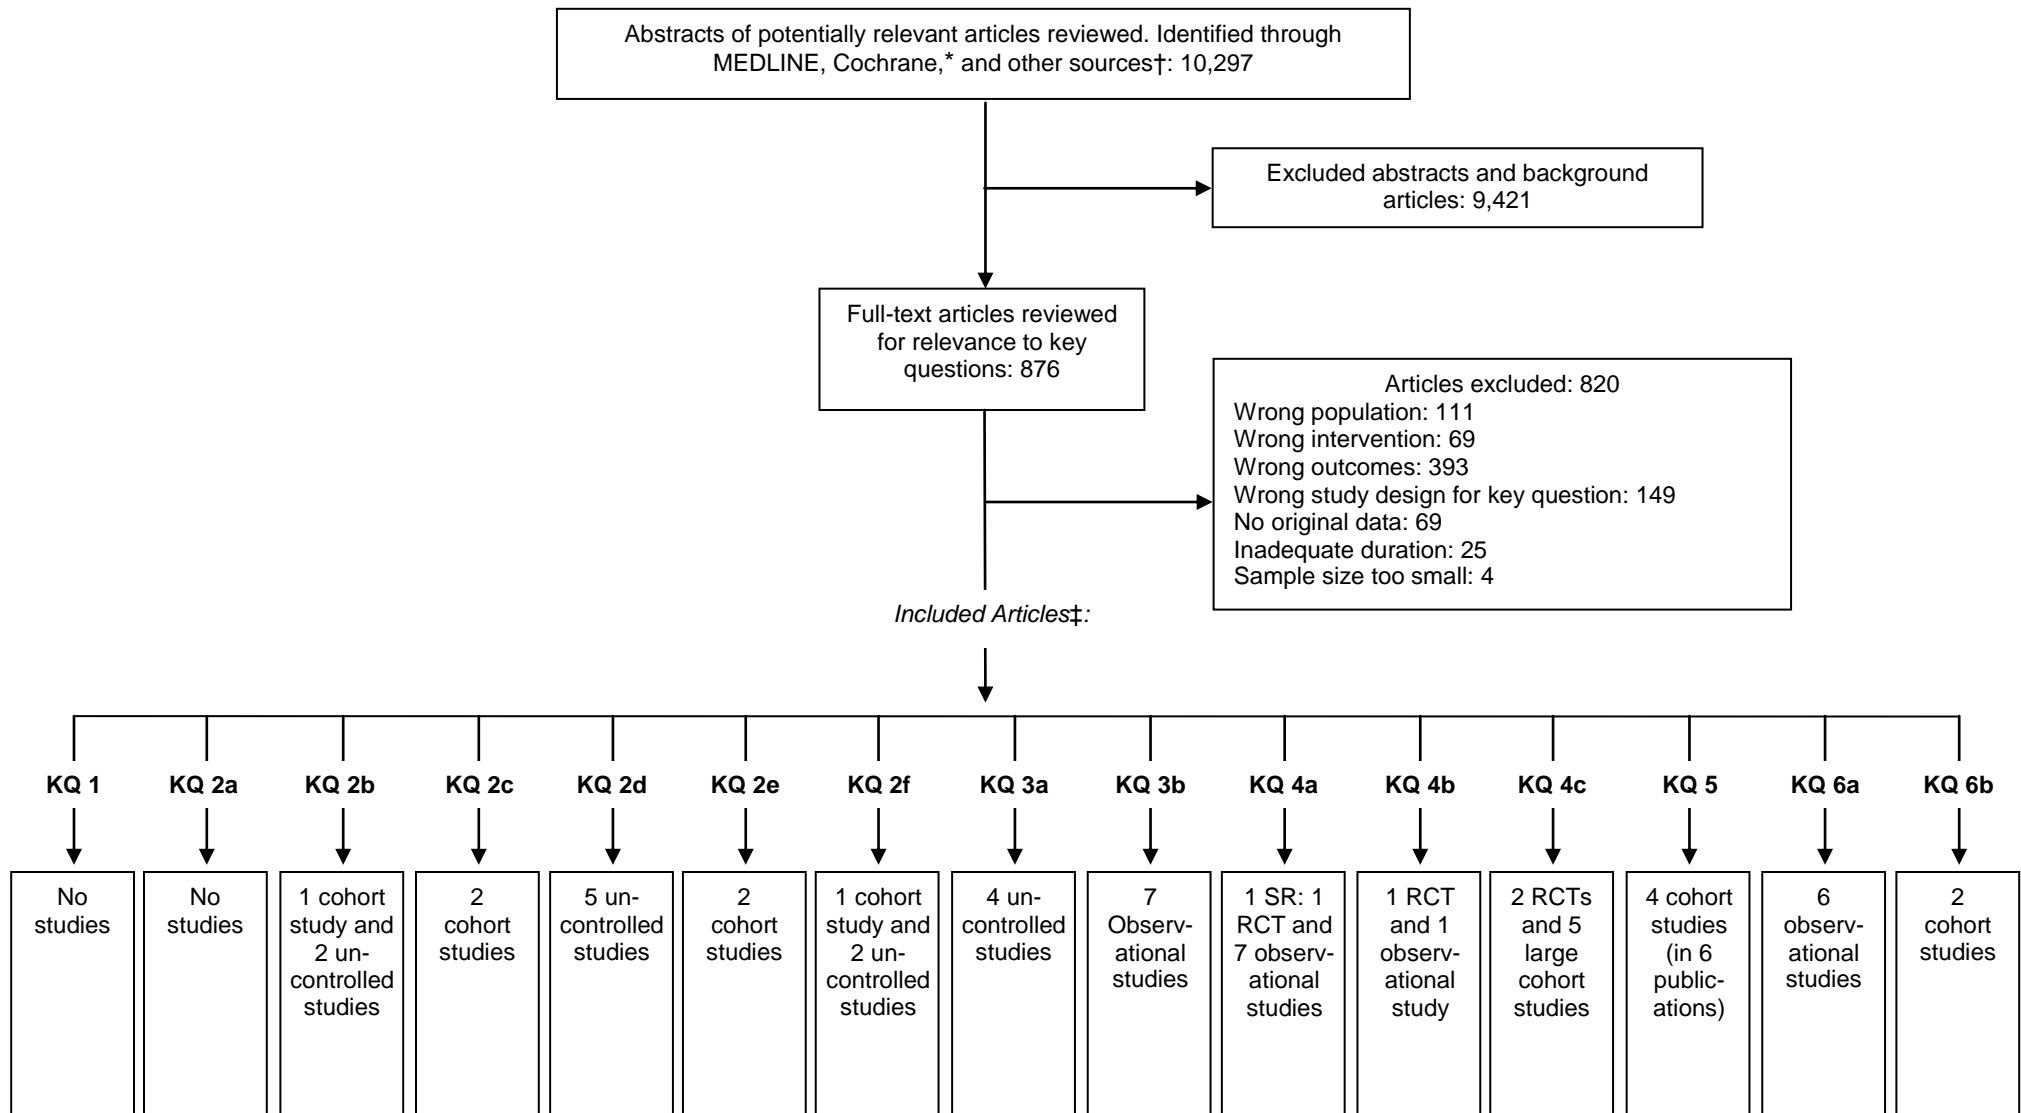 Abstracts of potentially relevant articles reviewed. Identified through
MEDLINE, Cochrane,* and other sources†: 10,297
Excluded abstracts and background
articles: 9,421
Full-text articles reviewed
for relevance to key
questions: 876
Articles excluded: 820
Wrong population: 111
Wrong intervention: 69
Wrong outcomes: 393
Wrong study design for key question: 149
No original data: 69
Inadequate duration: 25
Sample size too small: 4
Included Articles‡:
KQ 1
KQ 2a
KQ 2b
KQ 2c
KQ 2d
KQ 2e
KQ 2f
KQ 3a
KQ 3b
KQ 4a
KQ 4b
KQ 4c
KQ 5
KQ 6a
KQ 6b
No
studies
No
studies
1 cohort
study and
2 un-
controlled
studies
2
cohort
studies
5 un-
controlled
studies
2
cohort
studies
1 cohort
study and
2 un-
controlled
studies
4 un-
controlled
studies
7
Observ-
ational
studies
1 SR: 1
RCT and
7 observ-
ational
studies
1 RCT
and 1
observ-
ational
study
2 RCTs
and 5
large
cohort
studies
4 cohort
studies
(in 6
public-
ations)
6
observ-
ational
studies
2
cohort
studies